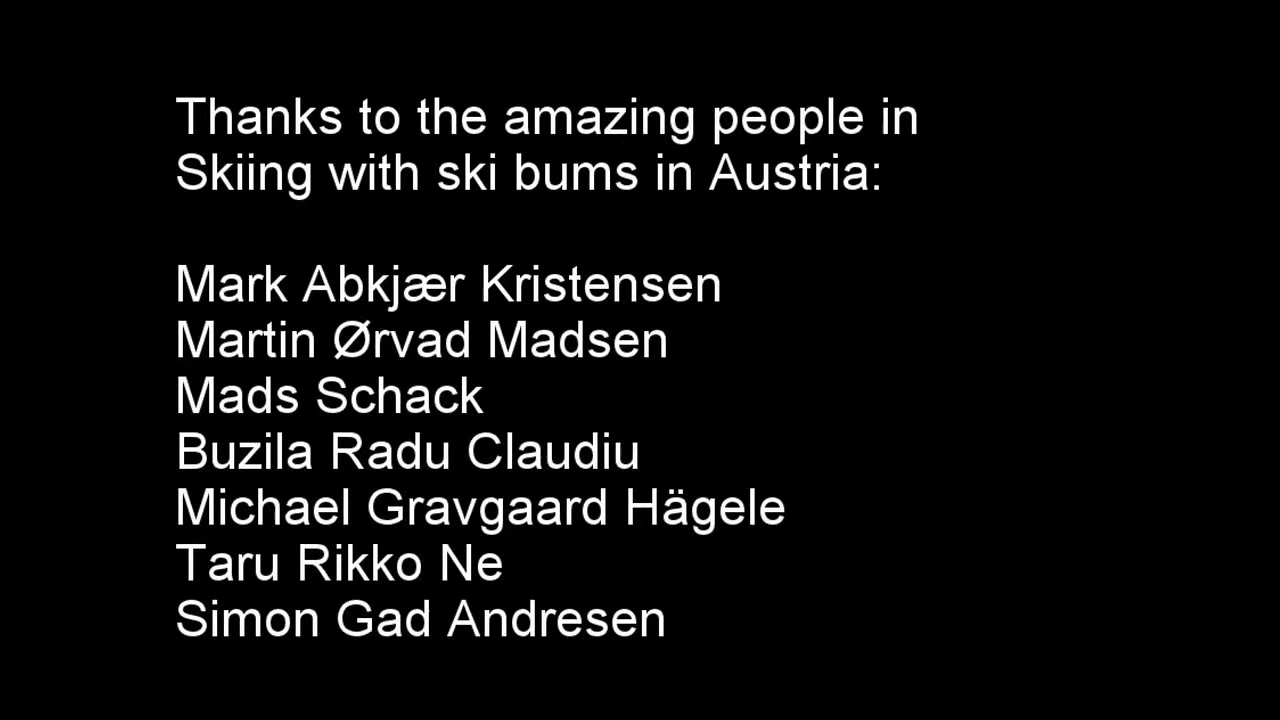 Thanks to the amazing people in
Skiing with ski bums in Austria:
Mark Abkjær Kristensen
Martin Ørvad Madsen
Mads Schack
Buzila Radu Claudiu
Michael Gravgaard Hägele
Taru Rikko Ne
Simon Gad Andresen